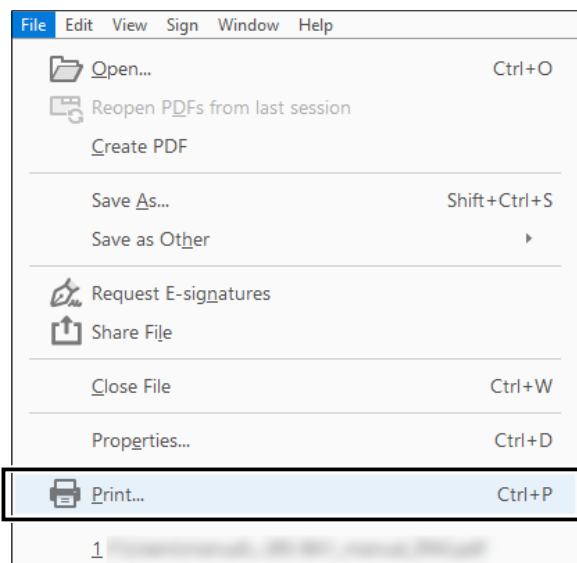 File Edit View Sign Window Help
Open... Ctrl+O
Reopen PDFs from last session
Create PDF
Save As... Shift+Ctrl+S
Save as Other
Request E-signatures
Share File
Close File Ctrl+W
Properties... Ctrl+D
Print... Ctrl+P
1